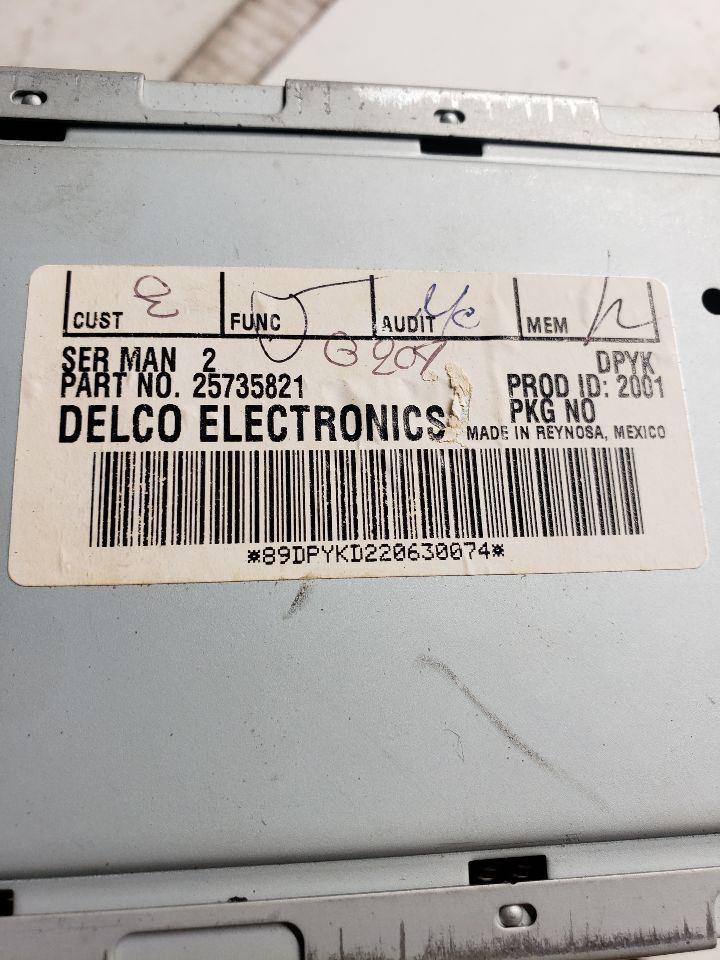 CUST FUNC AUDIT MEM
SER MAN 2 DPYK
PART NO. 25735821 PROD ID: 2001
PKG NO
DELCO ELECTRONICS MADE IN REYNOSA, MEXICO
*89DPYKD220630074*